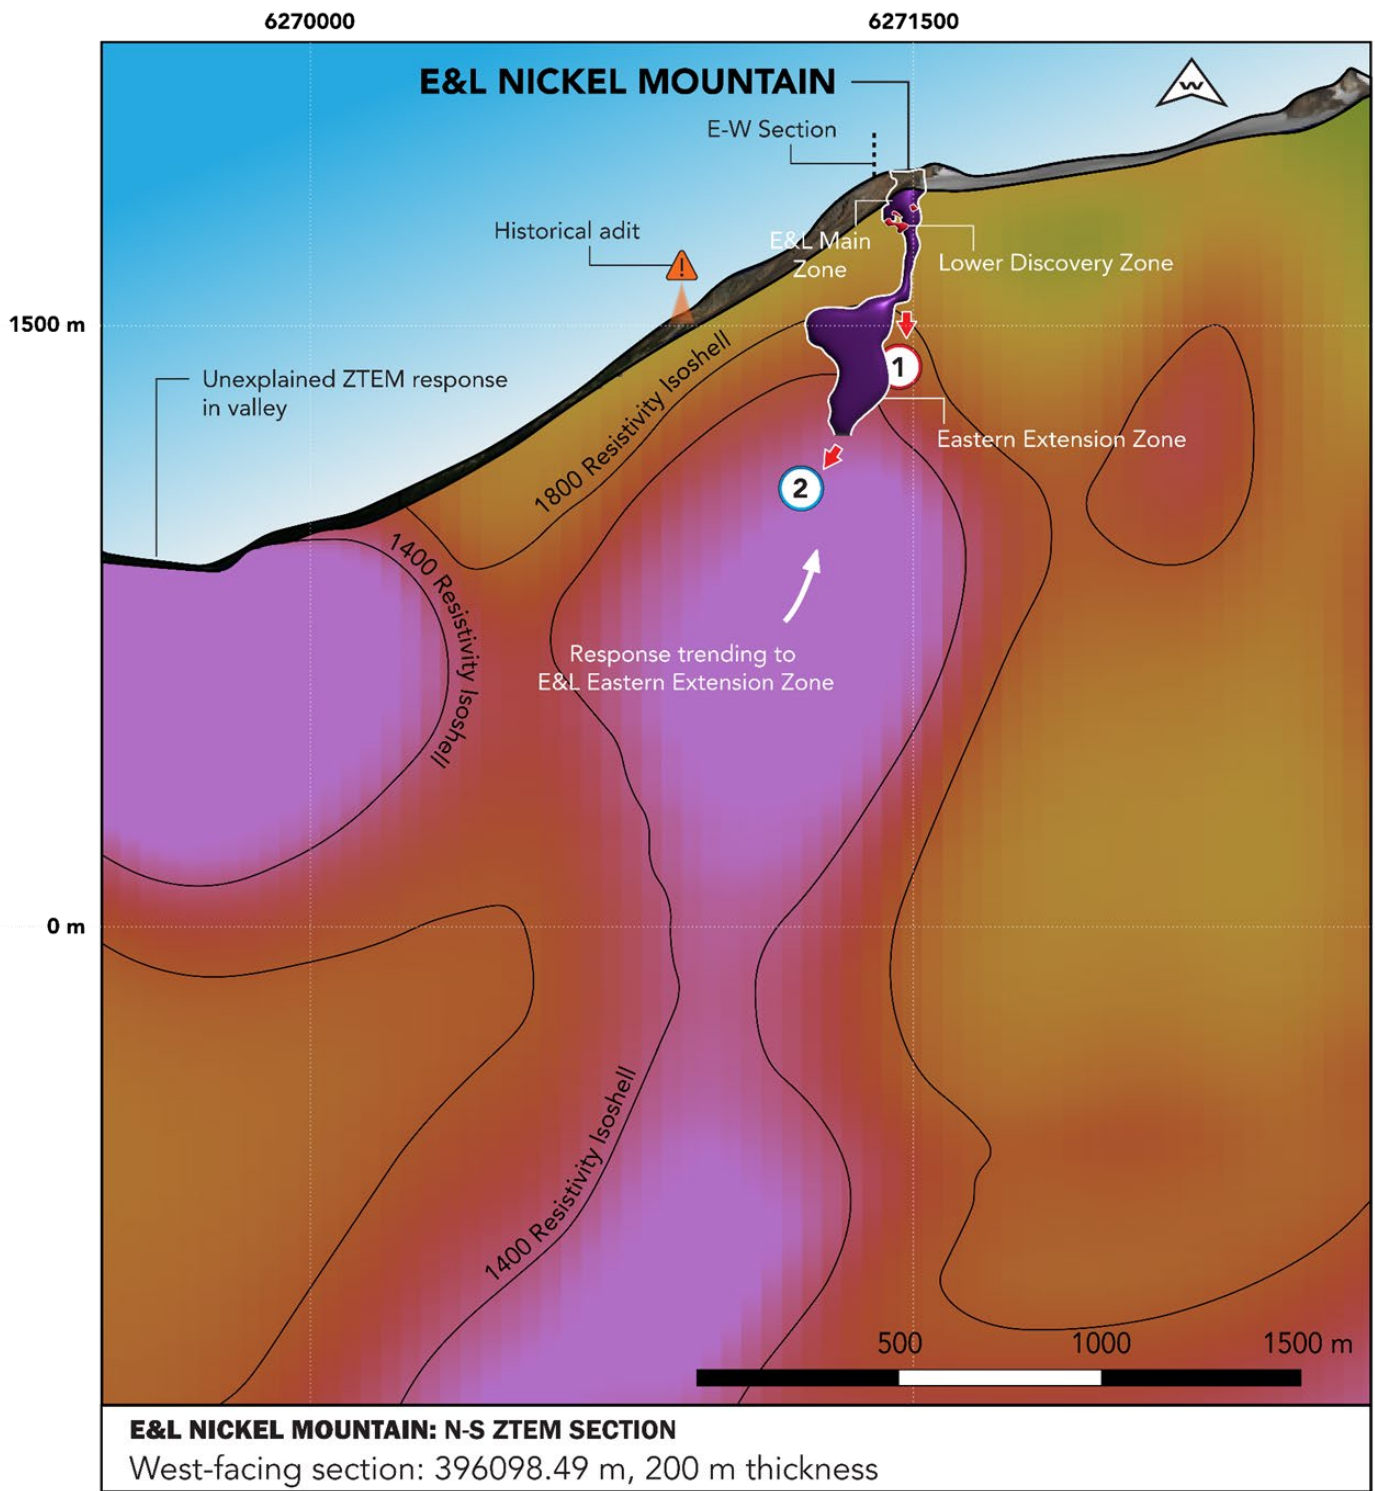 6270000
6271500
E&L NICKEL MOUNTAIN
W
E-W Section
Historical adit
!
E&L Main
Zone
Lower Discovery Zone
1500 m
1
Unexplained ZTEM response
in valley
1800 Resistivity Isoshell
Eastern Extension Zone
2
1400 Resistivity Isoshell
Response trending to
E&L Eastern Extension Zone
0 m
1400 Resistivity Isoshell
500
1000
1500 m
E&L NICKEL MOUNTAIN: N-S ZTEM SECTION
West-facing section: 396098.49 m, 200 m thickness